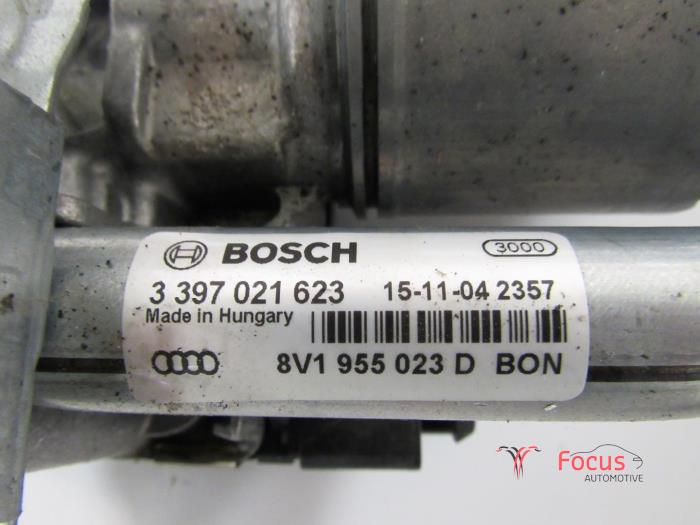 BOSCH 3000
3 397 021 623 15-11-04 2357
Made in Hungary
8V1 955 023 D BON
Focus
AUTOMOTIVE